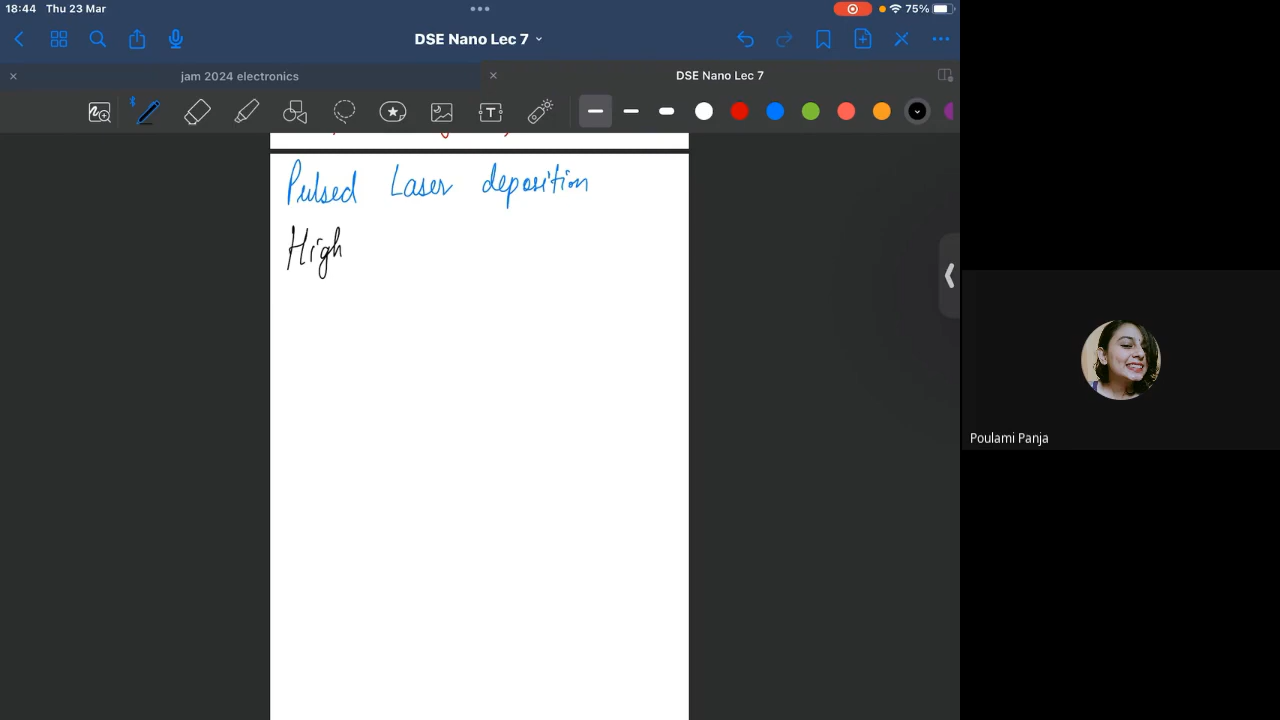 18:44 Thu 23 Mar
75%
DSE Nano Lec 7
jam 2024 electronics
DSE Nano Lec 7
Pulsed Laser deposition
High
Poulami Panja